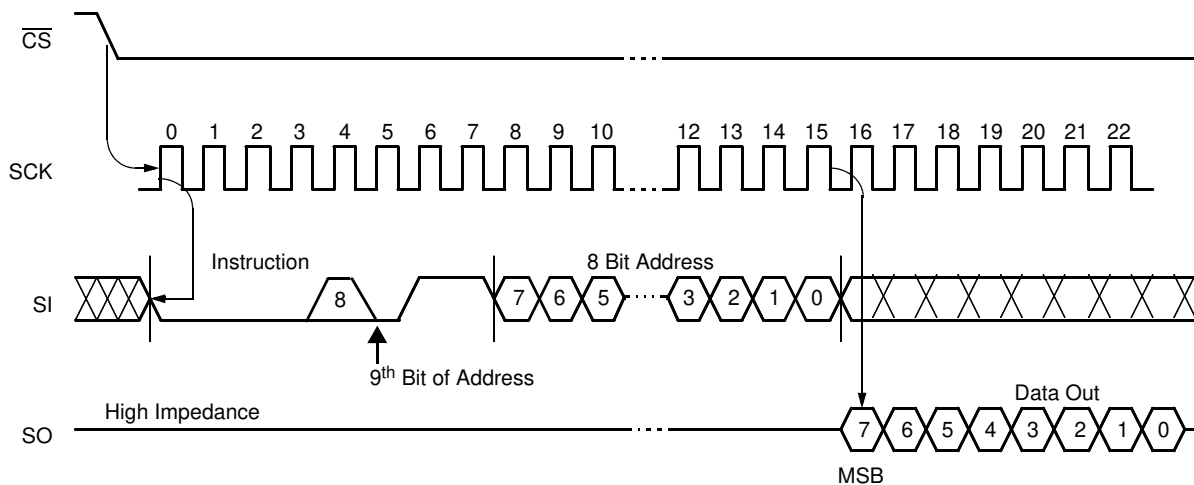 CS
0 1 2 3 4 5 6 7 8 9 10 12 13 14 15 16 17 18 19 20 21 22
SCK
Instruction
8 Bit Address
SI
8 7 6 5 3 2 1 0
9th Bit of Address
High Impedance
Data Out
SO
7 6 5 4 3 2 1 0
MSB